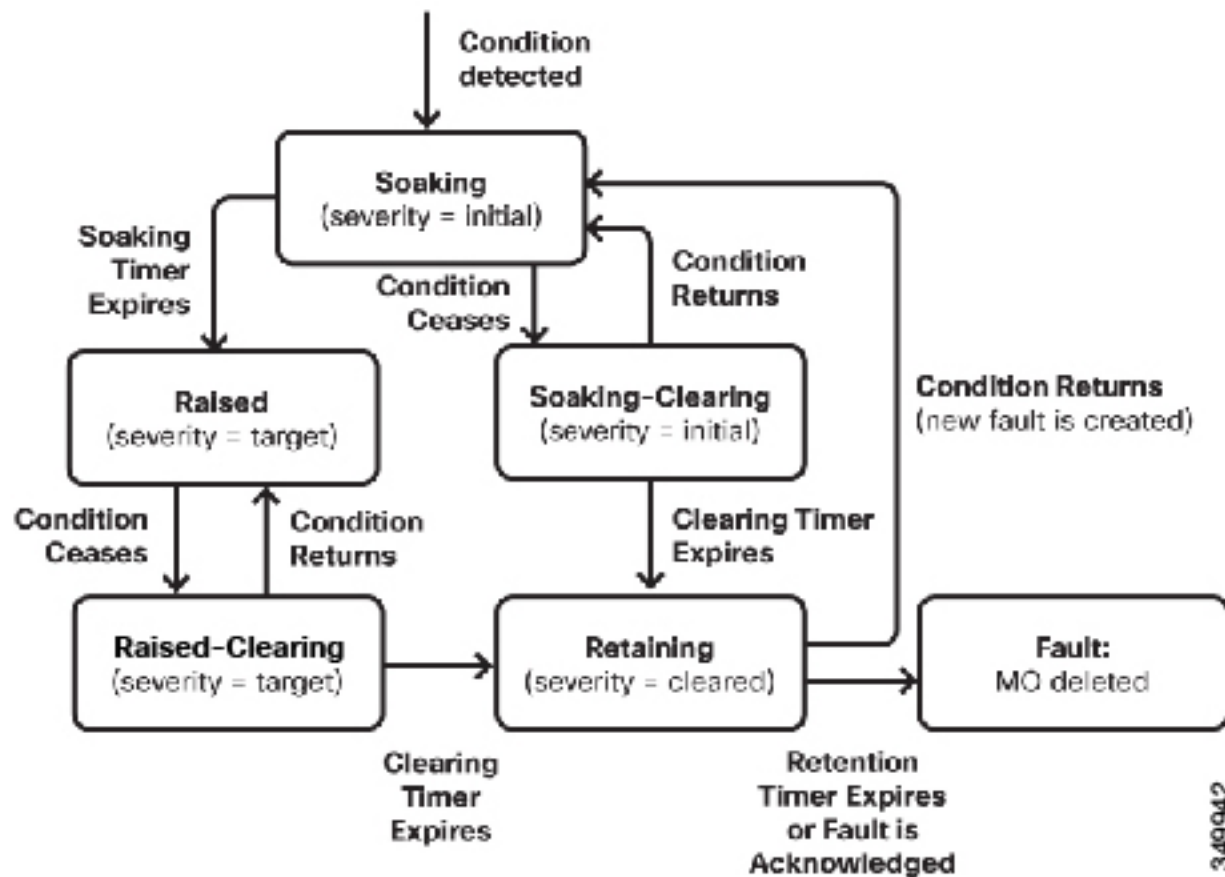 Condition
detected
Soaking
(severity = initial)
Soaking
Timer
Expires
Condition
Ceases
Condition
Returns
Raised
(severity = target)
Soaking-Clearing
(severity = initial)
Condition Returns
(new fault is created)
Condition
Ceases
Condition
Returns
Clearing Timer
Expires
Raised-Clearing
(severity = target)
Retaining
(severity = cleared)
Fault:
MO deleted
Clearing
Timer
Expires
Retention
Timer Expires
or Fault is
Acknowledged
349942